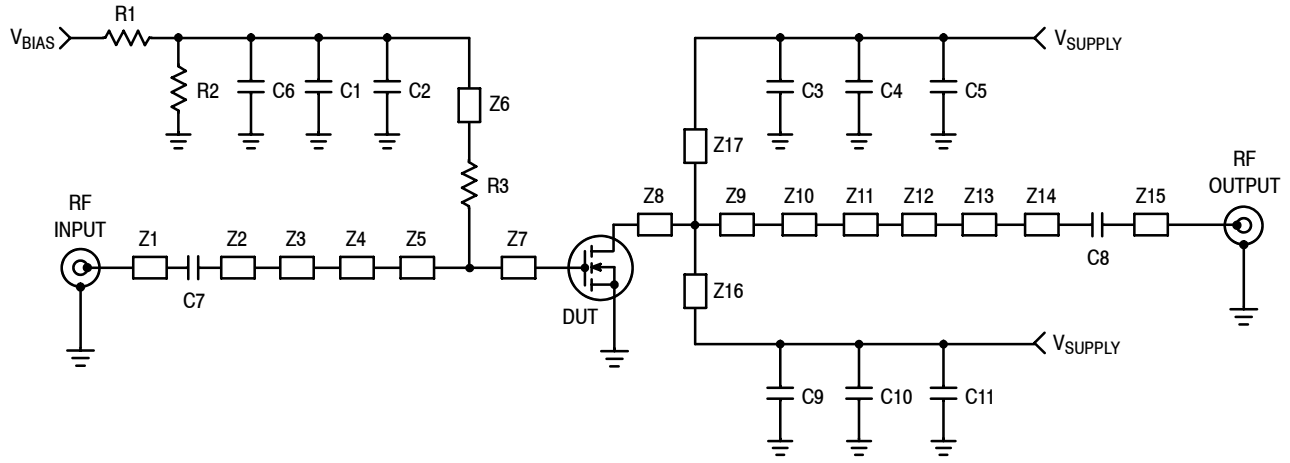 R1
VBIAS
R2
C6
C1
C2
Z6
R3
RF
INPUT
Z1
C7
Z2
Z3
Z4
Z5
Z7
DUT
Z8
Z17
Z16
VSUPPLY
C3
C4
C5
Z9
Z10
Z11
Z12
Z13
Z14
C8
Z15
RF
OUTPUT
VSUPPLY
C9
C10
C11